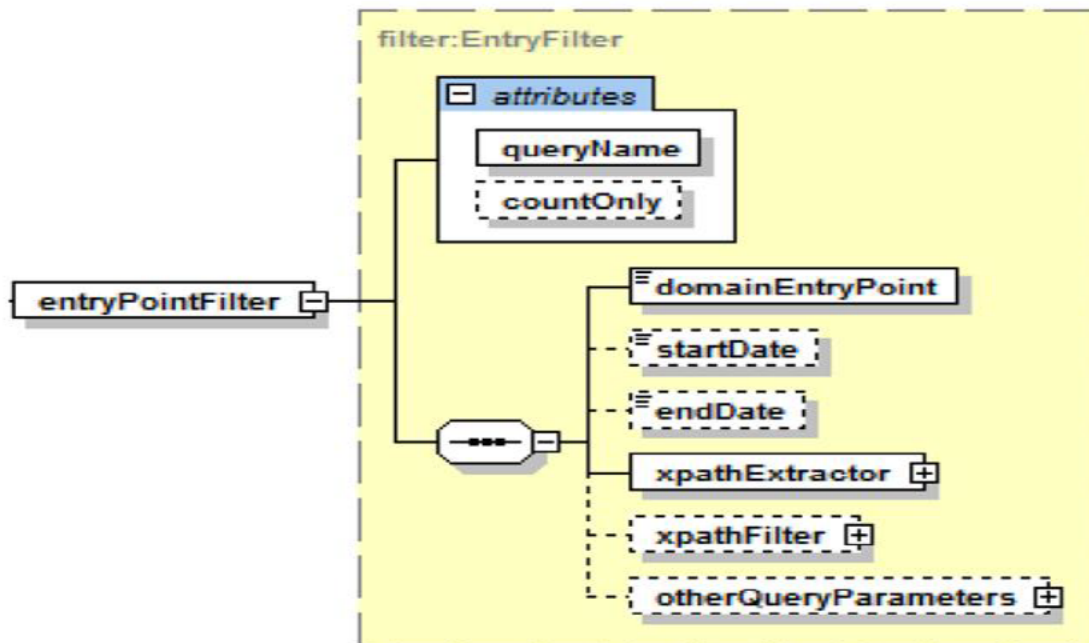 filter:EntryFilter
attributes
queryName
countOnly
entryPointFilter
domainEntryPoint
startDate
endDate
xpathExtractor
xpathFilter
otherQueryParameters